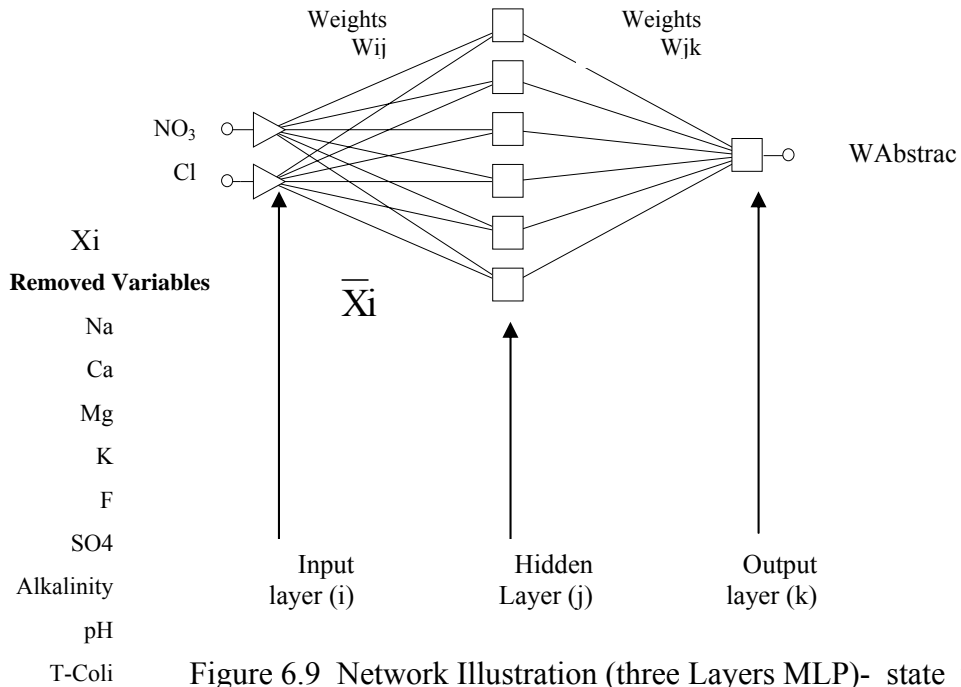 Weights
Wij
Weights
Wjk
NO₃
Cl
WAbstrac
Xi
Removed Variables
X̅i
Na
Ca
Mg
K
F
SO4
Alkalinity
pH
T-Coli
Input
layer (i)
Hidden
Layer (j)
Output
layer (k)
Figure 6.9 Network Illustration (three Layers MLP)- state